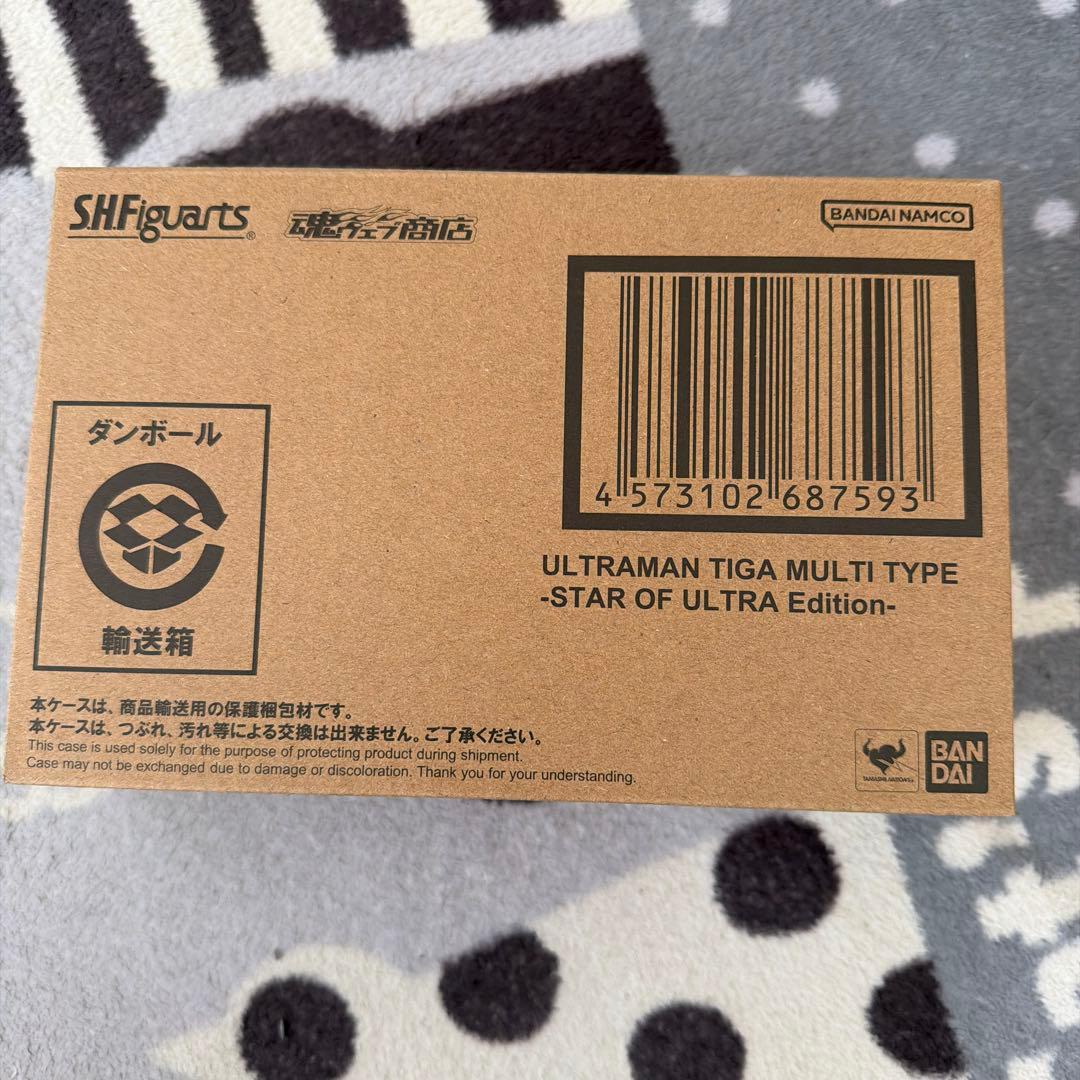 S.H.Figuarts®
魂ウェブ商店
BANDAI NAMCO
4 573102 687593
ULTRAMAN TIGA MULTI TYPE
-STAR OF ULTRA Edition-
ダンボール
輸送箱
本ケースは、商品輸送用の保護梱包材です。
本ケースは、つぶれ、汚れ等による交換は出来ません。ご了承ください。
This case is used solely for the purpose of protecting product during shipment.
Case may not be exchanged due to damage or discoloration. Thank you for your understanding.
TAMASHII NATIONS
BAN
DAI